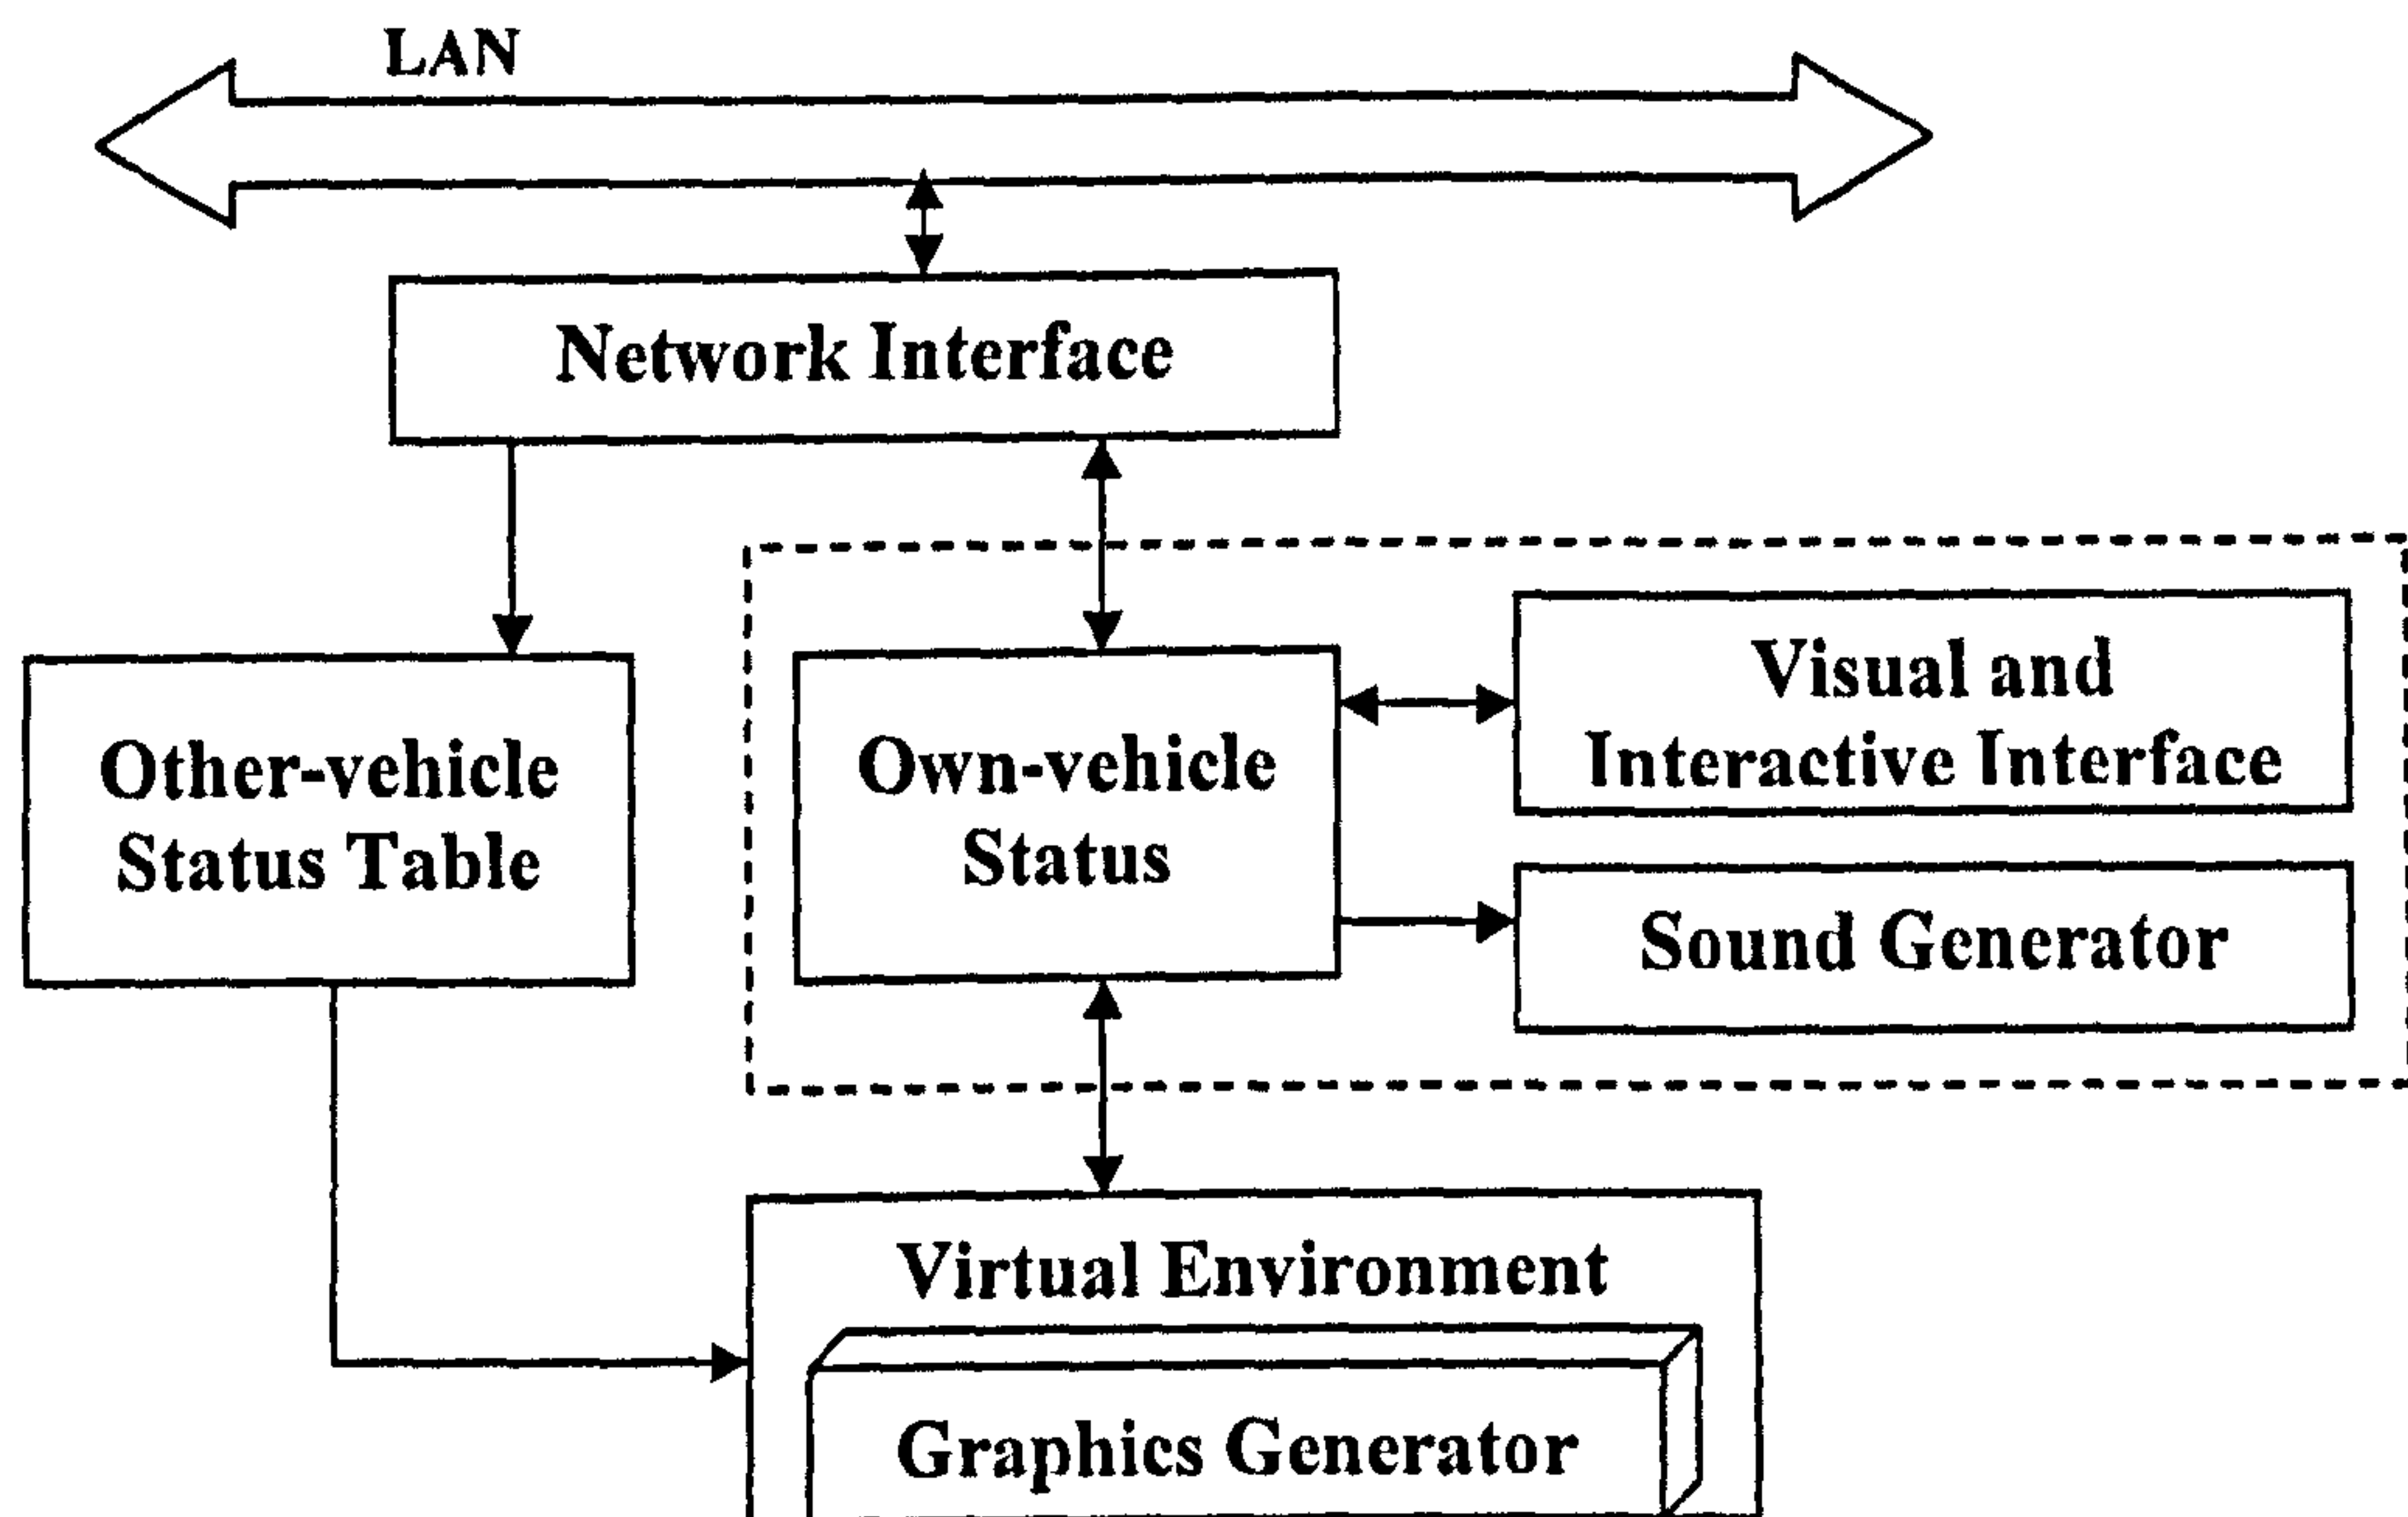 LAN
Network Interface
Other-vehicle
Status Table
Own-vehicle
Status
Visual and
Interactive Interface
Sound Generator
Virtual Environment
Graphics Generator